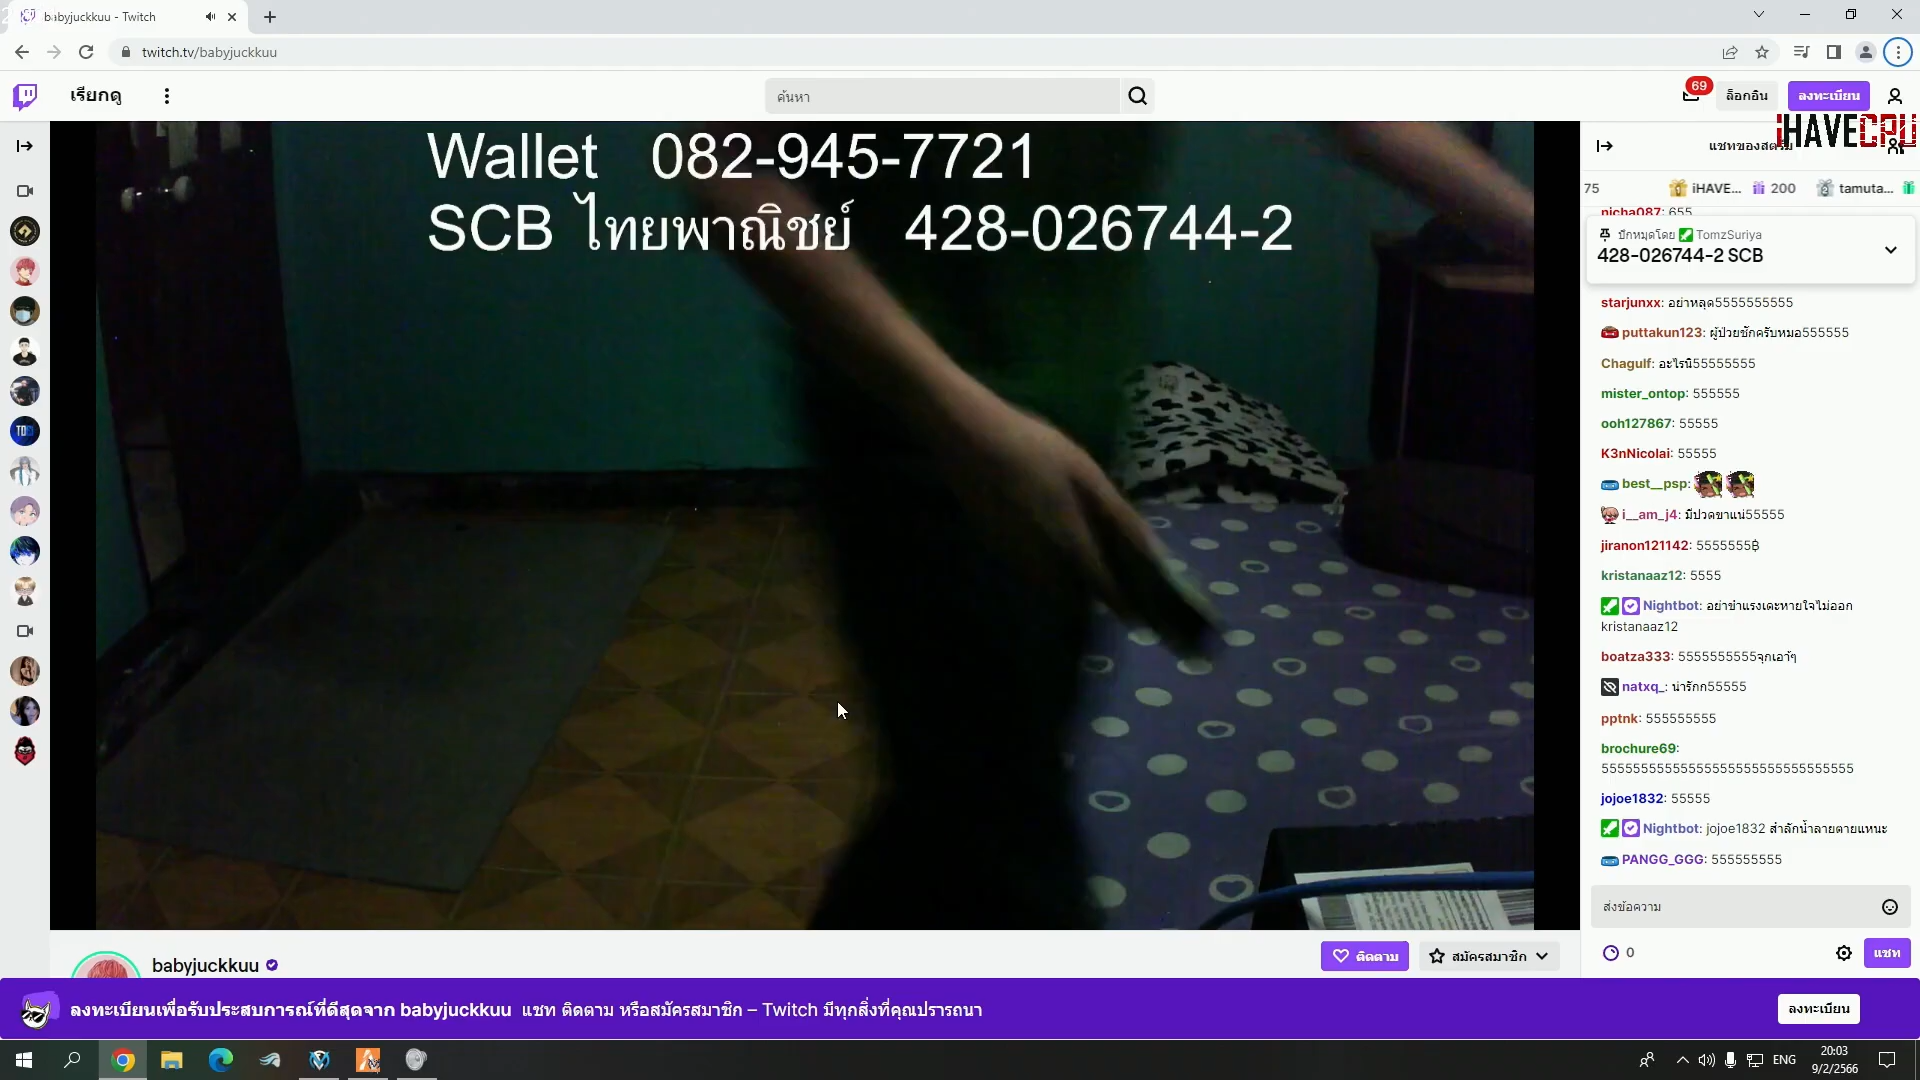 babyjuckkuu - Twitch
twitch.tv/babyjuckkuu
เรียกดู
ค้นหา
69
ล็อกอิน
ลงทะเบียน
iHAVECPU
แชทของสตรีม
Wallet 082-945-7721
SCB ไทยพาณิชย์ 428-026744-2
75
iHAVE... 200
tamuta...
nicha087: 655
ปักหมุดโดย TomzSuriya
428-026744-2 SCB
starjunxx: อย่าหลุด5555555555
puttakun123: ผู้ป่วยชักครับหมอ555555
Chagulf: อะไรนิ55555555
mister_ontop: 555555
ooh127867: 55555
K3nNicolai: 55555
best__psp:
i__am_j4: มีปวดขาแน่55555
jiranon121142: 5555555฿
kristanaaz12: 5555
Nightbot: อย่าขำแรงเดะหายใจไม่ออก
kristanaaz12
boatza333: 5555555555จุกเอาๆ
natxq_: น่ารักก55555
pptnk: 555555555
brochure69:
55555555555555555555555555555555
jojoe1832: 55555
Nightbot: jojoe1832 สำลักน้ำลายตายแหนะ
PANGG_GGG: 555555555
ส่งข้อความ
0
แชท
babyjuckkuu
ติดตาม
สมัครสมาชิก
ลงทะเบียนเพื่อรับประสบการณ์ที่ดีสุดจาก babyjuckkuu แชท ติดตาม หรือสมัครสมาชิก – Twitch มีทุกสิ่งที่คุณปรารถนา
ลงทะเบียน
ENG
20:03
9/2/2566